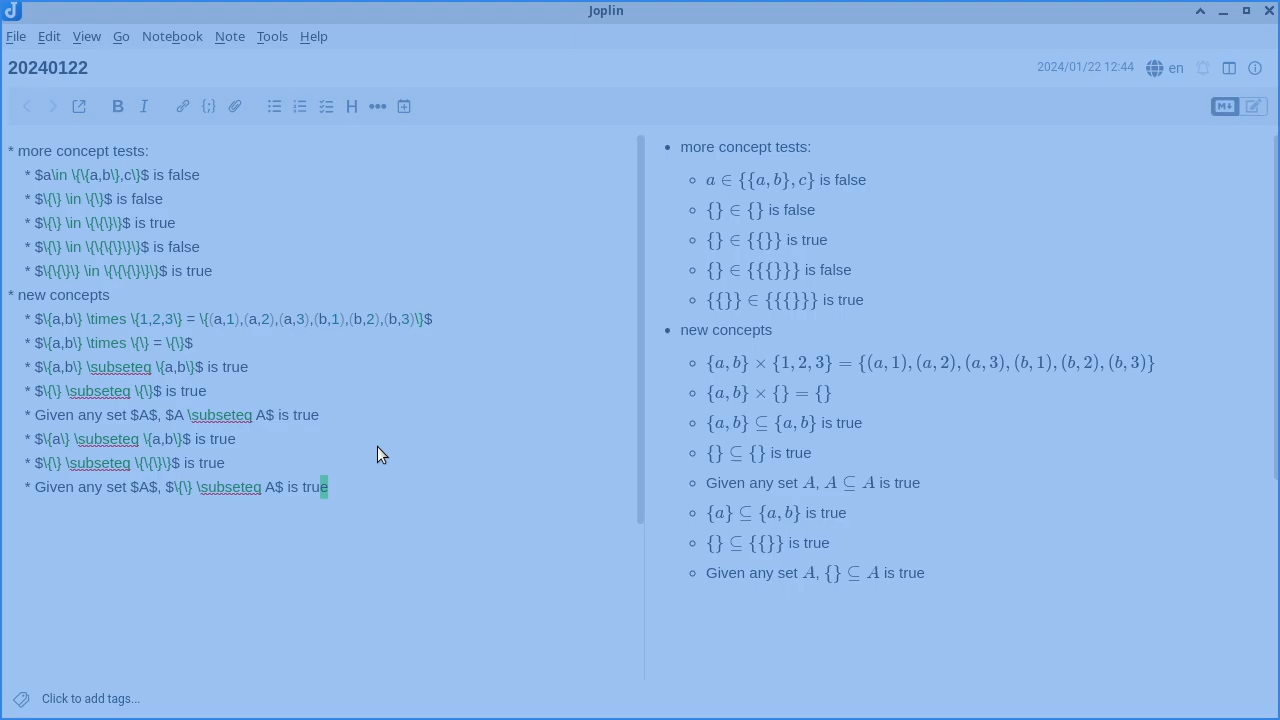 Joplin
File Edit View Go Notebook Note Tools Help
20240122
2024/01/22 12:44 en
B I H M↓
* more concept tests:
* $a\in \{\{a,b\},c\}$ is false
* $\{\} \in \{\}$ is false
* $\{\} \in \{\{\}\}$ is true
* $\{\} \in \{\{\{\}\}\}$ is false
* $\{\{\}\} \in \{\{\{\}\}\}$ is true
* new concepts
* $\{a,b\} \times \{1,2,3\} = \{(a,1),(a,2),(a,3),(b,1),(b,2),(b,3)\}$
* $\{a,b\} \times \{\} = \{\}$
* $\{a,b\} \subseteq \{a,b\}$ is true
* $\{\} \subseteq \{\}$ is true
* Given any set $A$, $A \subseteq A$ is true
* $\{a\} \subseteq \{a,b\}$ is true
* $\{\} \subseteq \{\{\}\}$ is true
* Given any set $A$, $\{\} \subseteq A$ is true
• more concept tests:
◦ a ∈ {{a, b}, c} is false
◦ {} ∈ {} is false
◦ {} ∈ {{}} is true
◦ {} ∈ {{{}}} is false
◦ {{}} ∈ {{{}}} is true
• new concepts
◦ {a, b} × {1, 2, 3} = {(a, 1), (a, 2), (a, 3), (b, 1), (b, 2), (b, 3)}
◦ {a, b} × {} = {}
◦ {a, b} ⊆ {a, b} is true
◦ {} ⊆ {} is true
◦ Given any set A, A ⊆ A is true
◦ {a} ⊆ {a, b} is true
◦ {} ⊆ {{}} is true
◦ Given any set A, {} ⊆ A is true
Click to add tags...